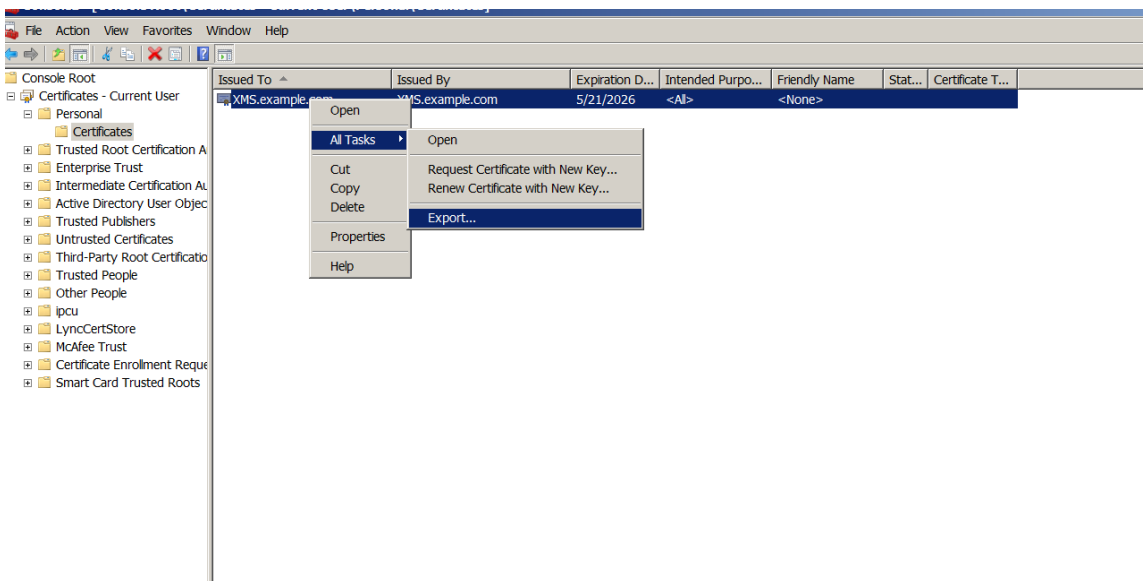 File Action View Favorites Window Help
Console Root
Certificates - Current User
Personal
Certificates
Trusted Root Certification A
Enterprise Trust
Intermediate Certification Au
Active Directory User Objec
Trusted Publishers
Untrusted Certificates
Third-Party Root Certificatio
Trusted People
Other People
ipcu
LyncCertStore
McAfee Trust
Certificate Enrollment Reque
Smart Card Trusted Roots
Issued To Issued By Expiration D... Intended Purpo... Friendly Name Stat... Certificate T...
XMS.example.com XMS.example.com 5/21/2026 <All> <None>
Open
All Tasks
Cut
Copy
Delete
Properties
Help
Open
Request Certificate with New Key...
Renew Certificate with New Key...
Export...